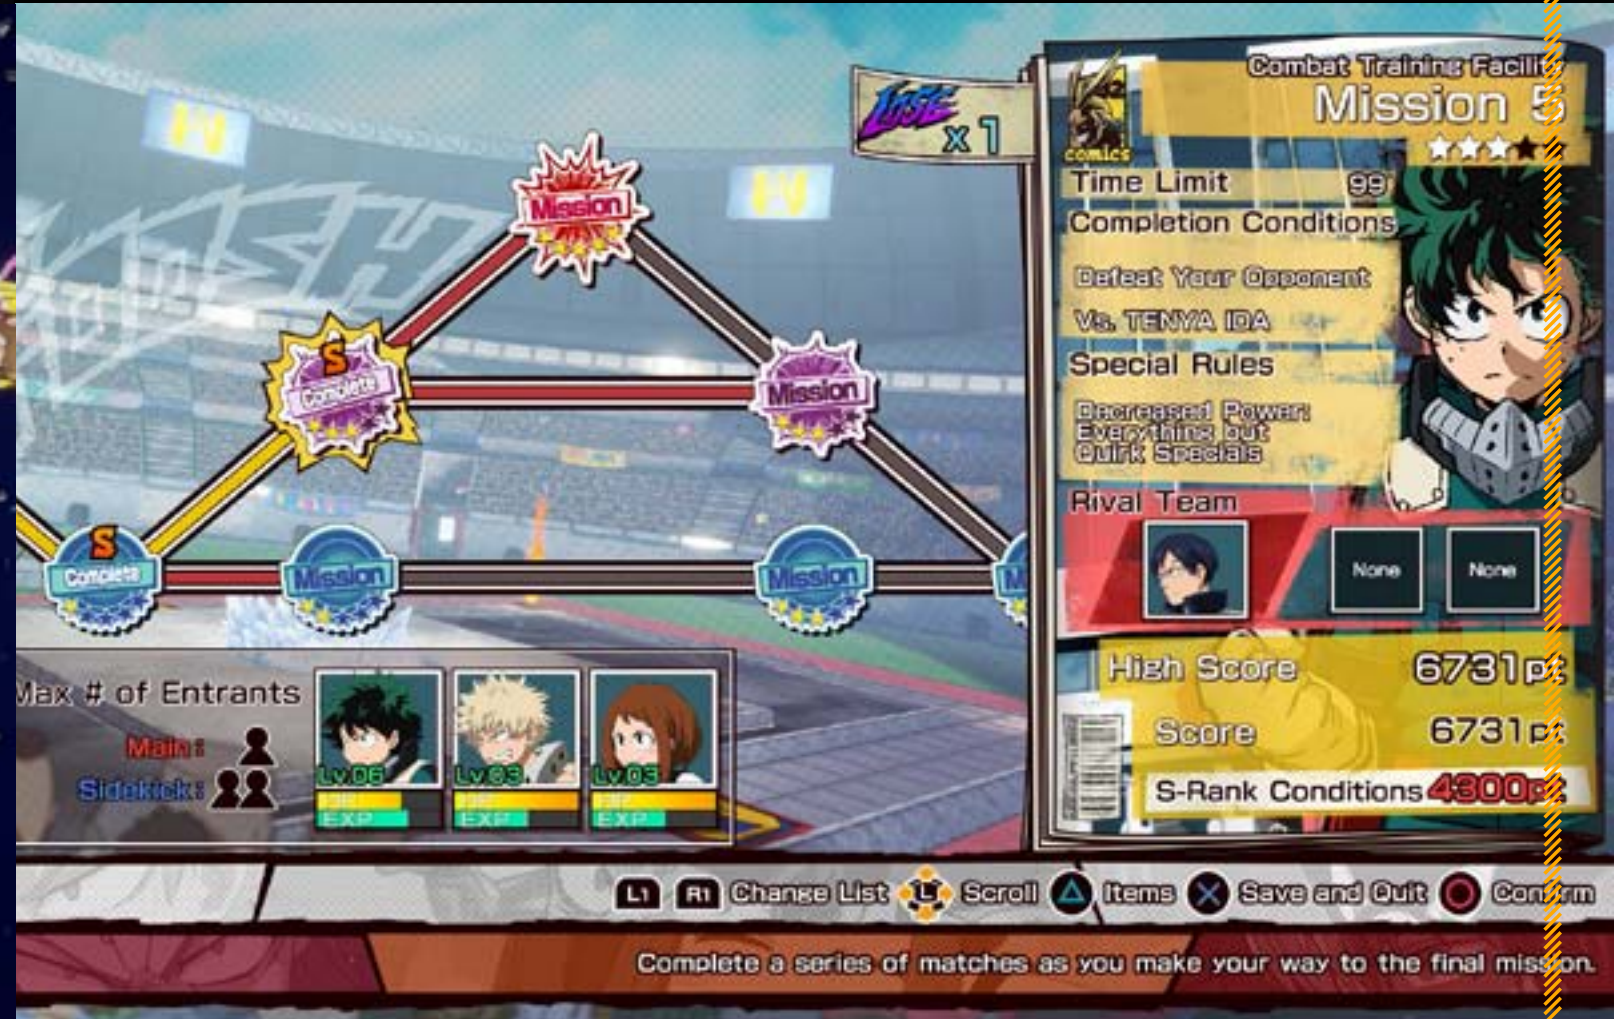 LOSE
x 1
Combat Training Facility
Mission 5
comics
Time Limit 99
Completion Conditions
Defeat Your Opponent
Vs. TENYA IDA
Special Rules
Decreased Power:
Everything but
Quirk Specials
Rival Team
None None
High Score 6731pt
Score 6731pt
S-Rank Conditions 4300pt
Mission
S
Complete
Mission
S
Complete
Mission
Mission
M
Max # of Entrants
Main:
Sidekick:
Lv.06 Lv.03 Lv.03
EXP EXP EXP
L1 R1 Change List L Scroll Items Save and Quit Confirm
Complete a series of matches as you make your way to the final mission.